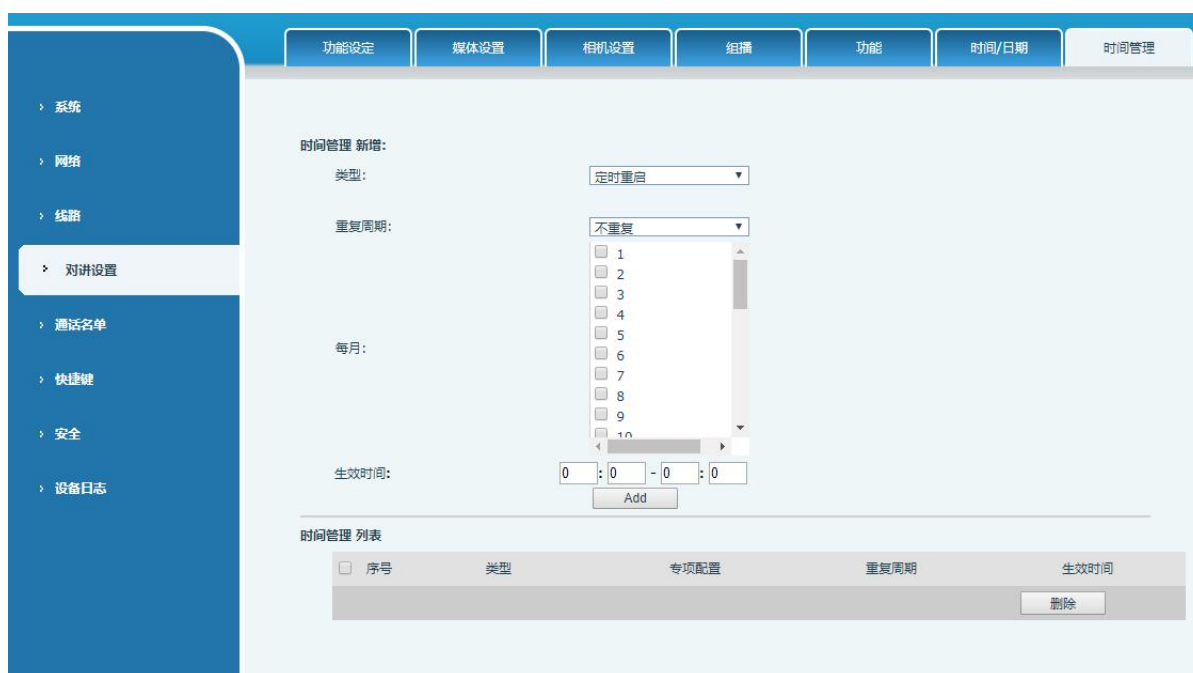 功能设定 媒体设置 相机设置 组播 功能 时间/日期 时间管理
系统
网络
线路
对讲设置
通话名单
快捷键
安全
设备日志
时间管理 新增:
类型: 定时重启
重复周期: 不重复
每月:
1
2
3
4
5
6
7
8
9
10
生效时间: 0 : 0 - 0 : 0
Add
时间管理 列表
序号 类型 专项配置 重复周期 生效时间
删除